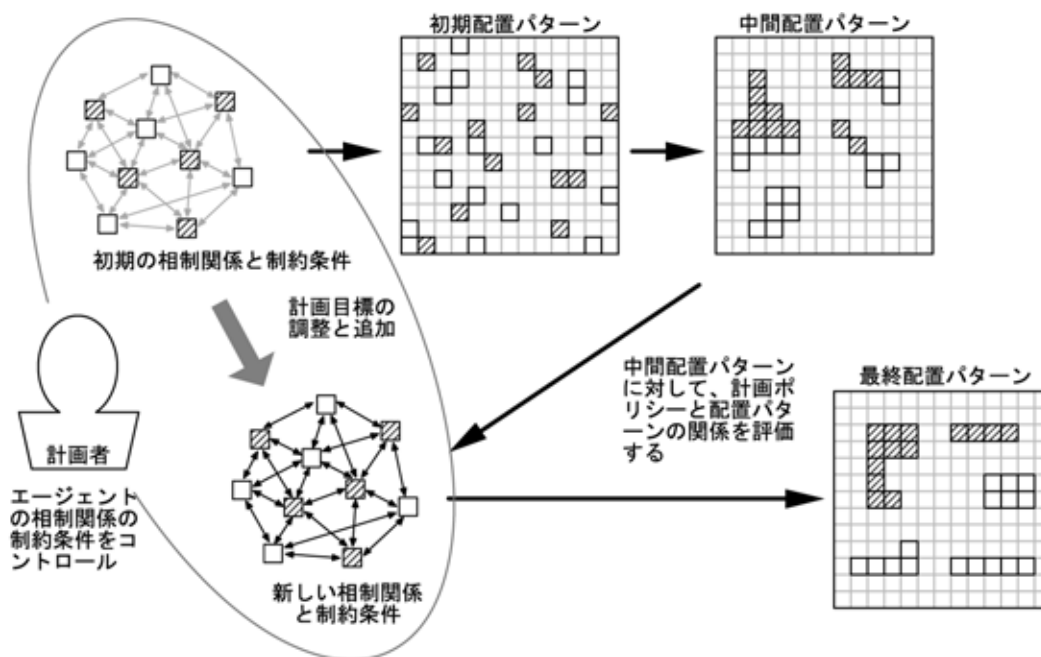 初期配置パターン
中間配置パターン
初期の相制関係と制約条件
計画目標の
調整と追加
中間配置パターン
に対して、計画ポ
リシーと配置パタ
ーンの関係を評価
する
最終配置パターン
計画者
エージェント
の相制関係の
制約条件をコ
ントロール
新しい相制関係
と制約条件